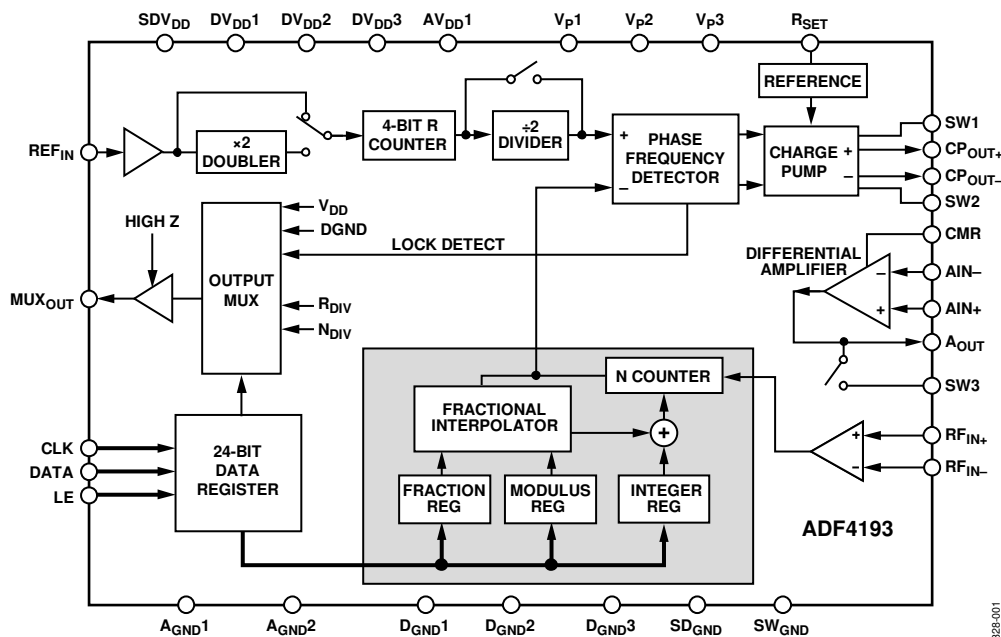 SDVDD DVDD1 DVDD2 DVDD3 AVDD1 VP1 VP2 VP3 RSET
REFIN
×2
DOUBLER
4-BIT R
COUNTER
÷2
DIVIDER
+
−
PHASE
FREQUENCY
DETECTOR
REFERENCE
CHARGE
PUMP
+
−
SW1
CPOUT+
CPOUT–
SW2
HIGH Z
MUXOUT
OUTPUT
MUX
VDD
DGND
LOCK DETECT
RDIV
NDIV
DIFFERENTIAL
AMPLIFIER
−
+
CMR
AIN–
AIN+
AOUT
SW3
CLK
DATA
LE
24-BIT
DATA
REGISTER
N COUNTER
FRACTIONAL
INTERPOLATOR
+
FRACTION
REG
MODULUS
REG
INTEGER
REG
+
−
RFIN+
RFIN–
ADF4193
AGND1 AGND2 DGND1 DGND2 DGND3 SDGND SWGND
328-001